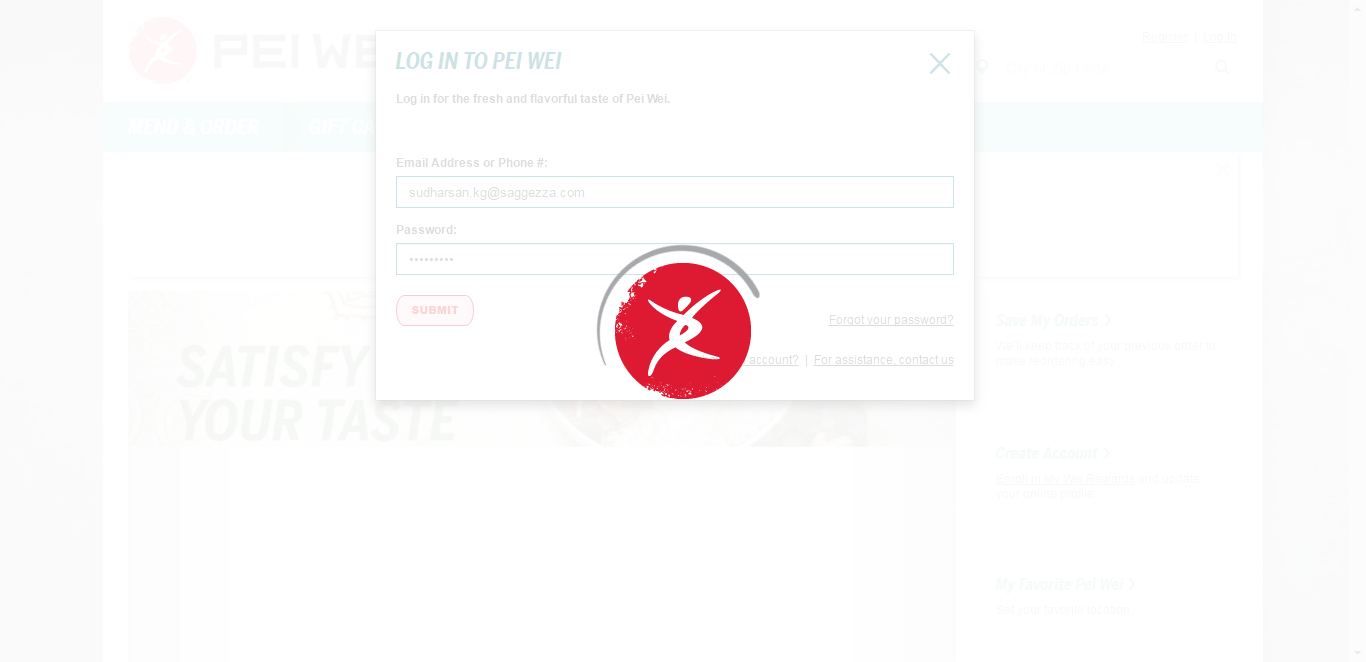 PEI WE
Register | Log In
LOG IN TO PEI WEI
Log in for the fresh and flavorful taste of Pei Wei.
MENU & ORDER
GIFT CA
Email Address or Phone #:
sudharsan.kg@saggezza.com
Password:
•••••••••
SUBMIT
Forgot your password?
account? | For assistance, contact us
SATISFY
YOUR TASTE
Save My Orders >
We'll keep track of your previous order to
make reordering easy.
Create Account >
Enroll in My Wei Rewards and update
your online profile.
My Favorite Pei Wei >
Set your favorite location.